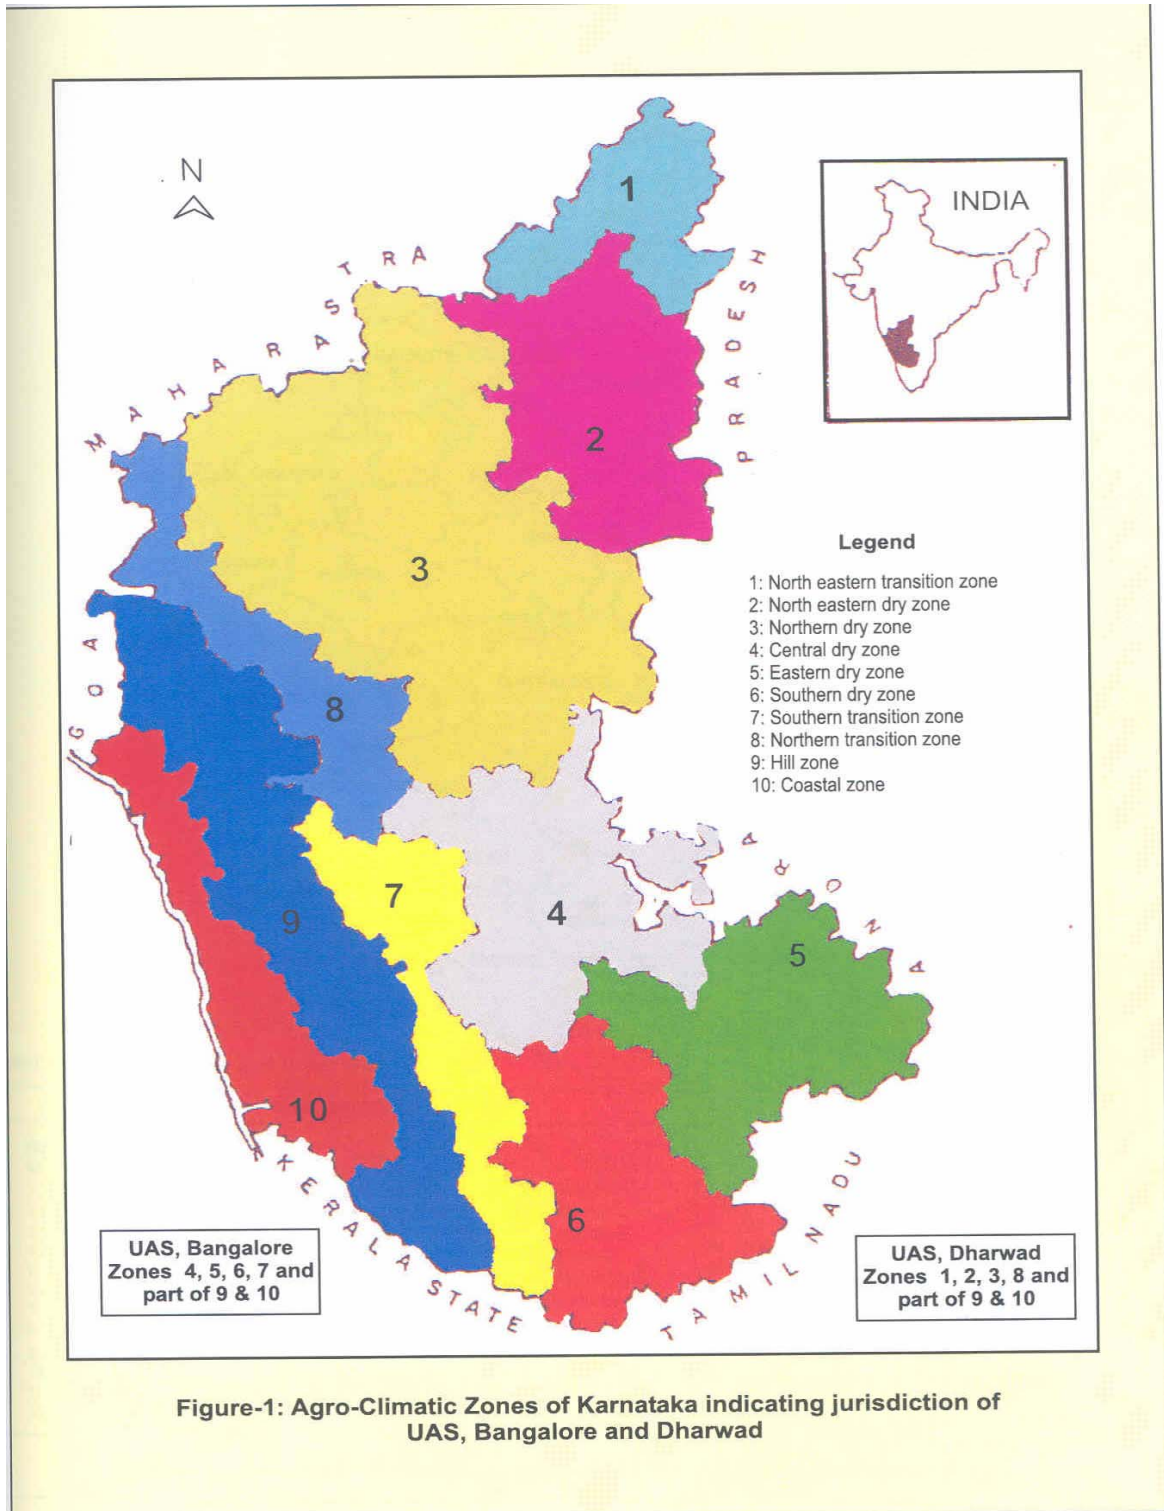 N
1
INDIA
MAHARASTRA
PRADESH
2
3
Legend
1: North eastern transition zone
2: North eastern dry zone
3: Northern dry zone
4: Central dry zone
5: Eastern dry zone
6: Southern dry zone
7: Southern transition zone
8: Northern transition zone
9: Hill zone
10: Coastal zone
GOA
8
7
4
9
5
ARDNA
10
6
KERALA STATE
TAMIL NADU
UAS, Bangalore
Zones 4, 5, 6, 7 and
part of 9 & 10
UAS, Dharwad
Zones 1, 2, 3, 8 and
part of 9 & 10
Figure-1: Agro-Climatic Zones of Karnataka indicating jurisdiction of
UAS, Bangalore and Dharwad